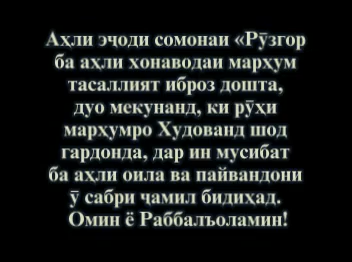 Аҳли эҷоди сомонаи «Рӯзгор
ба аҳли хонаводаи марҳум
тасаллият иброз дошта,
дуо мекунанд, ки рӯҳи
марҳумро Худованд шод
гардонда, дар ин мусибат
ба аҳли оила ва пайвандони
ӯ сабри ҷамил бидиҳад.
Омин ё Раббалъоламин!